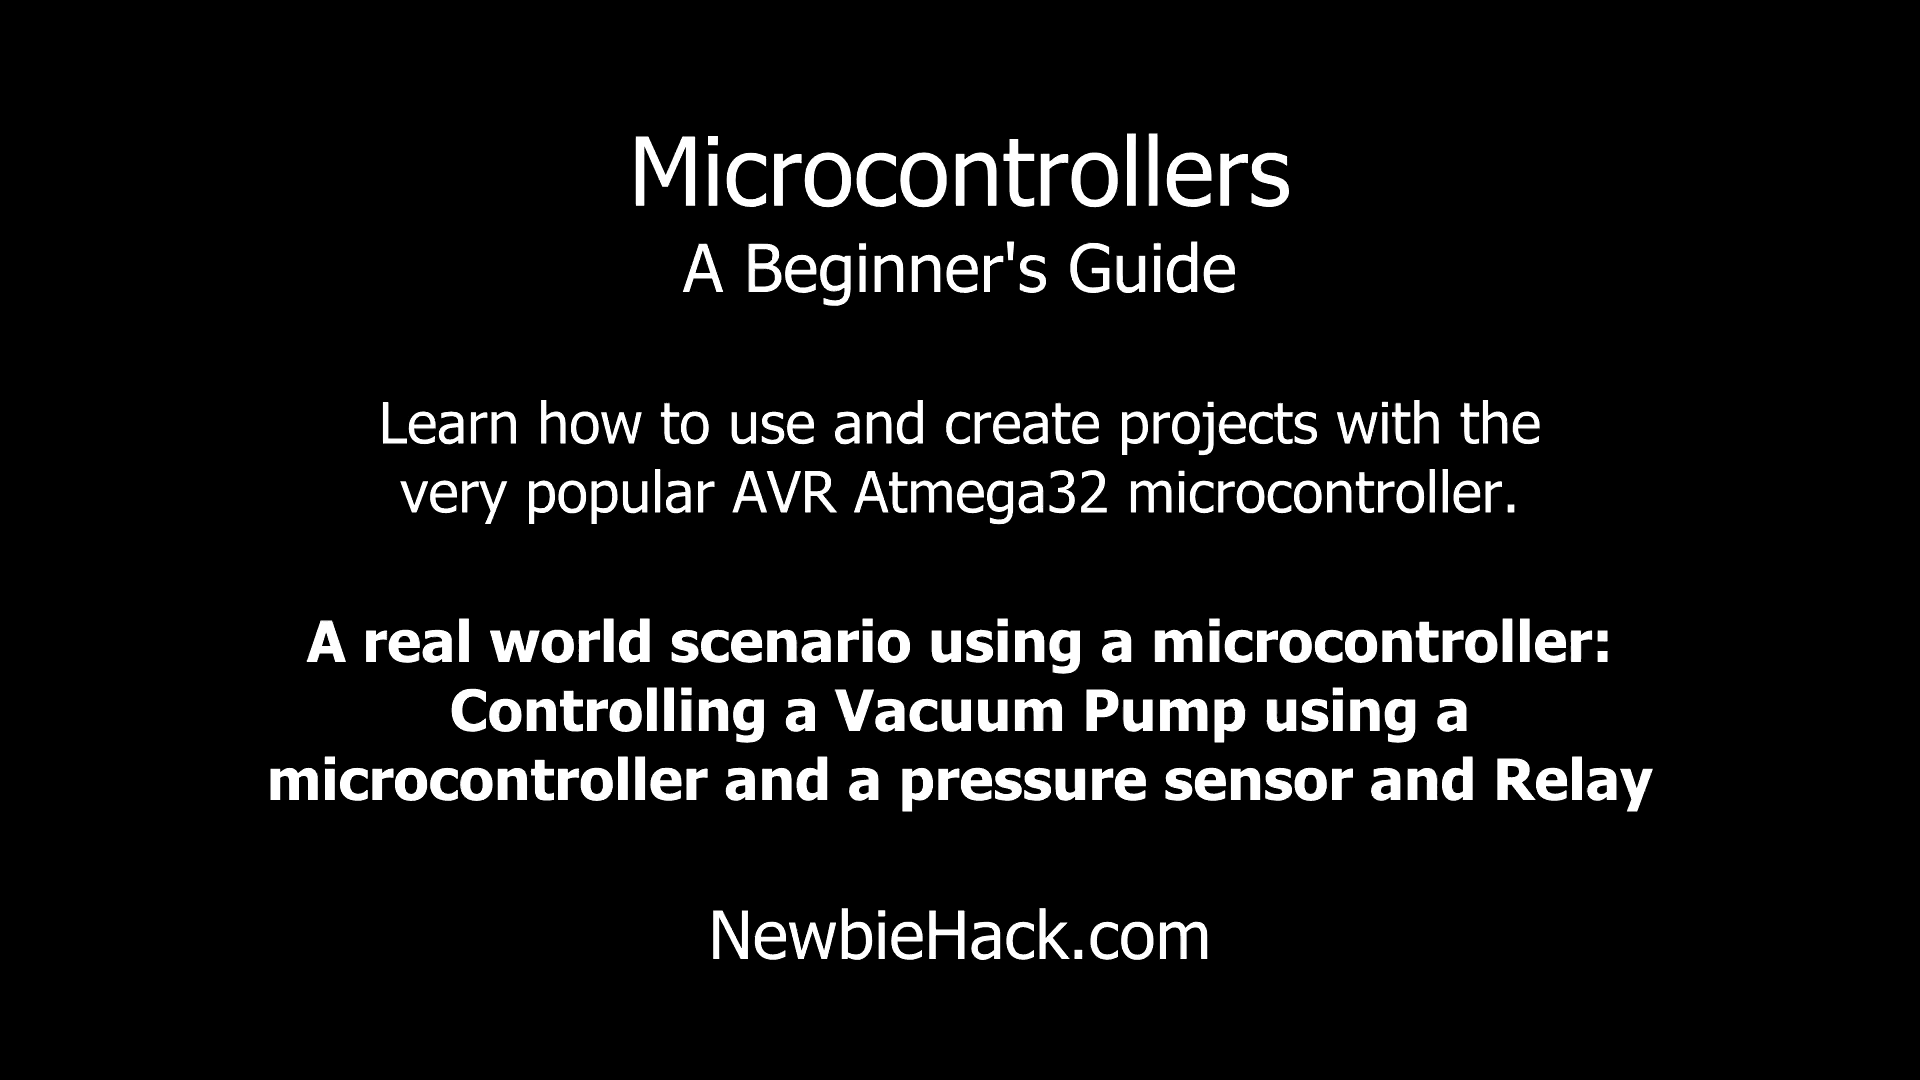 Microcontrollers
A Beginner's Guide
Learn how to use and create projects with the
very popular AVR Atmega32 microcontroller.
A real world scenario using a microcontroller:
Controlling a Vacuum Pump using a
microcontroller and a pressure sensor and Relay
NewbieHack.com